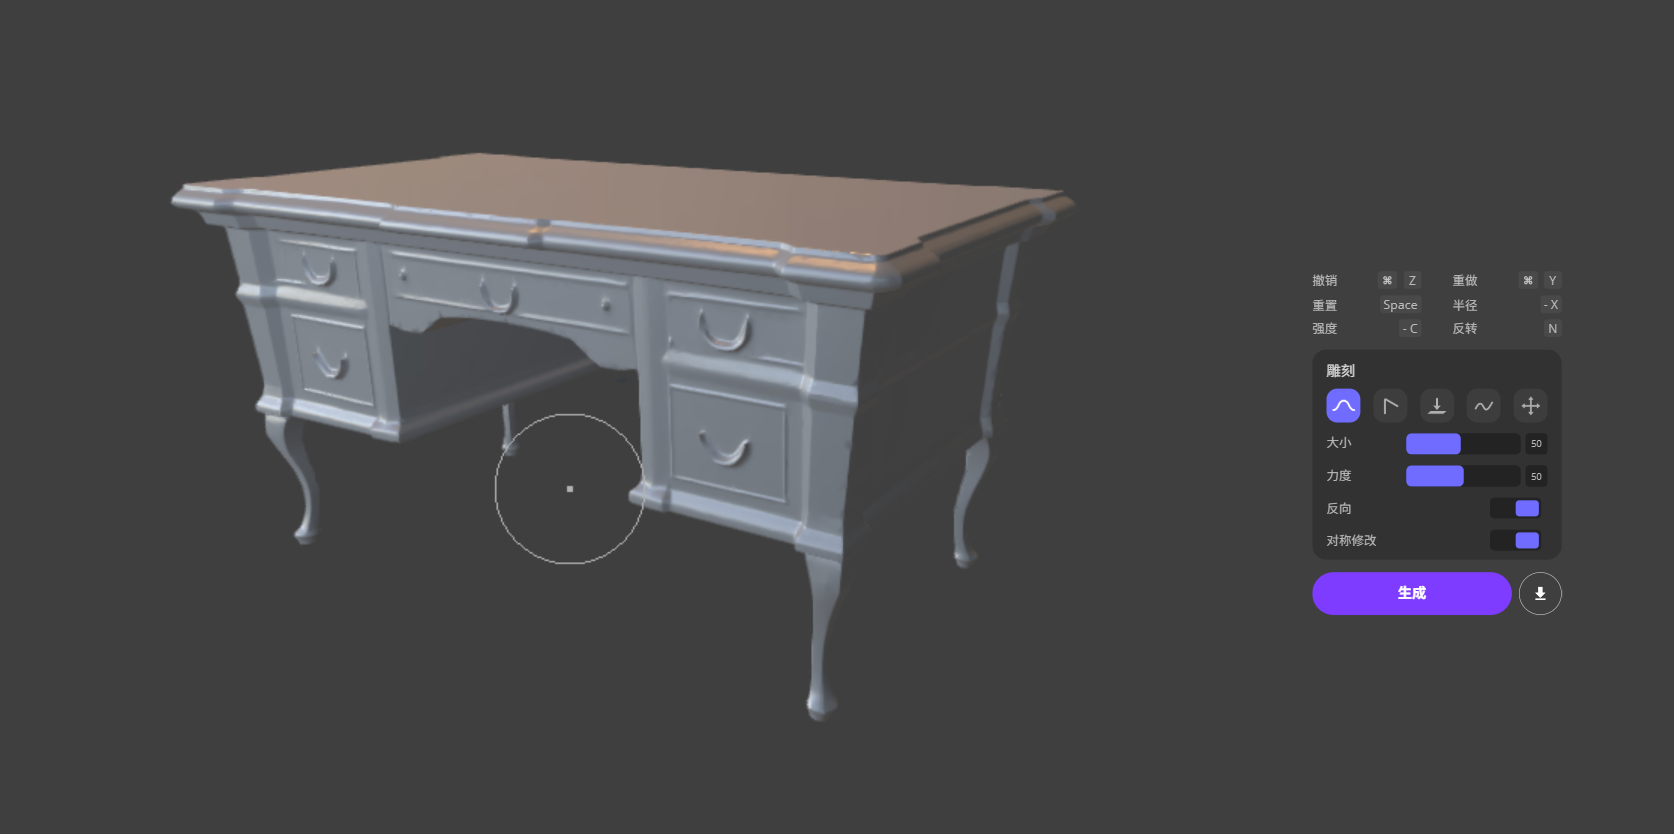 撤销 ⌘ Z 重做 ⌘ Y
重置 Space 半径 - X
强度 - C 反转 N
雕刻
大小 50
力度 50
反向
对称修改
生成